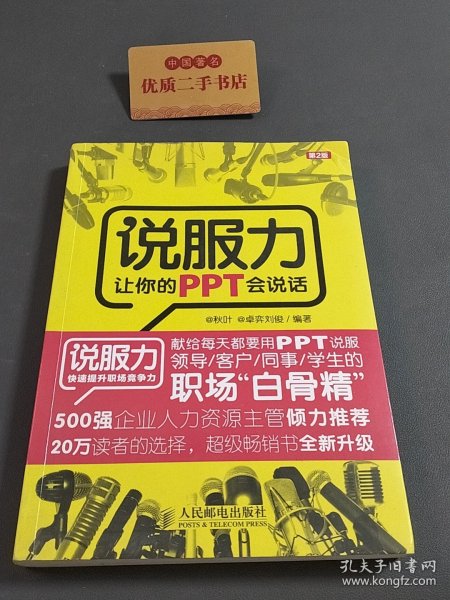 中国著名
优质二手书店
第2版
说服力
让你的PPT会说话
@秋叶 @卓弈刘俊 / 编著
说服力
快速提升职场竞争力
献给每天都要用PPT说服
领导/客户/同事/学生的
职场“白骨精”
500强企业人力资源主管倾力推荐
20万读者的选择，超级畅销书全新升级
人民邮电出版社
POSTS & TELECOM PRESS
孔夫子旧书网
www.kongfz.com